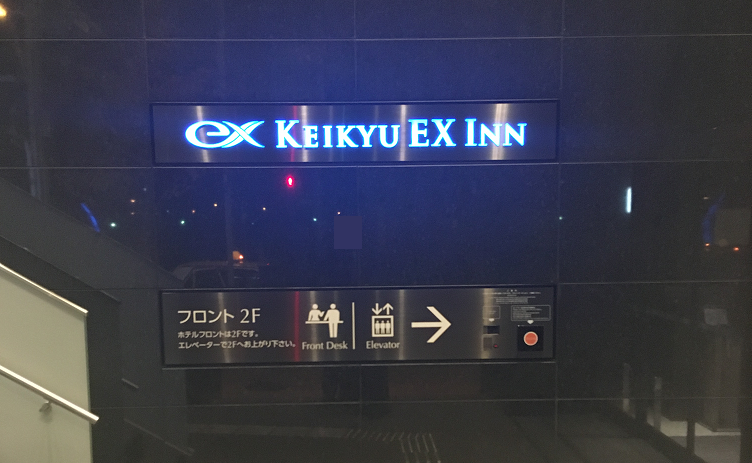 ex KEIKYU EX INN
フロント 2F
ホテルフロントは2Fです。
エレベーターで2Fへお上がり下さい。
Front Desk
Elevator